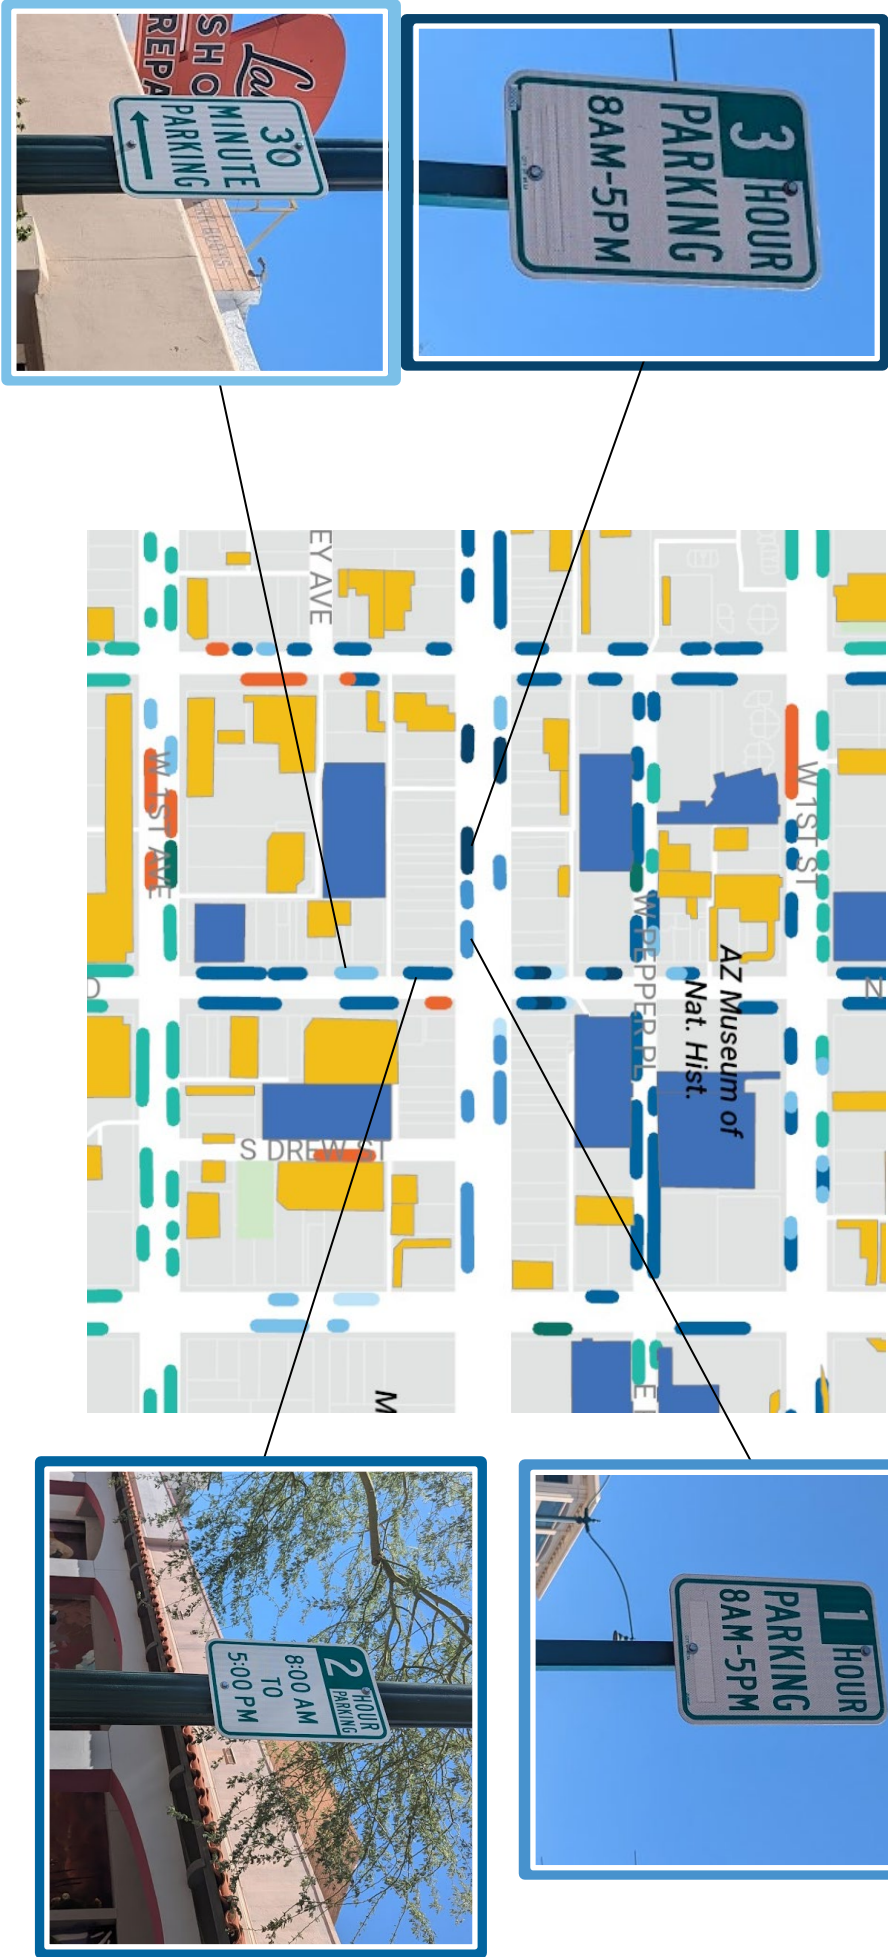 SHO
REPA
30
MINUTE
PARKING
3 HOUR
PARKING
8AM-5PM
EY AVE
W 1ST AVE
W 1ST ST
W PEPPER PL
AZ Museum of
Nat. Hist.
S DREW ST
N
M
2 HOUR
PARKING
8:00 AM
TO
5:00 PM
1 HOUR
PARKING
8AM-5PM